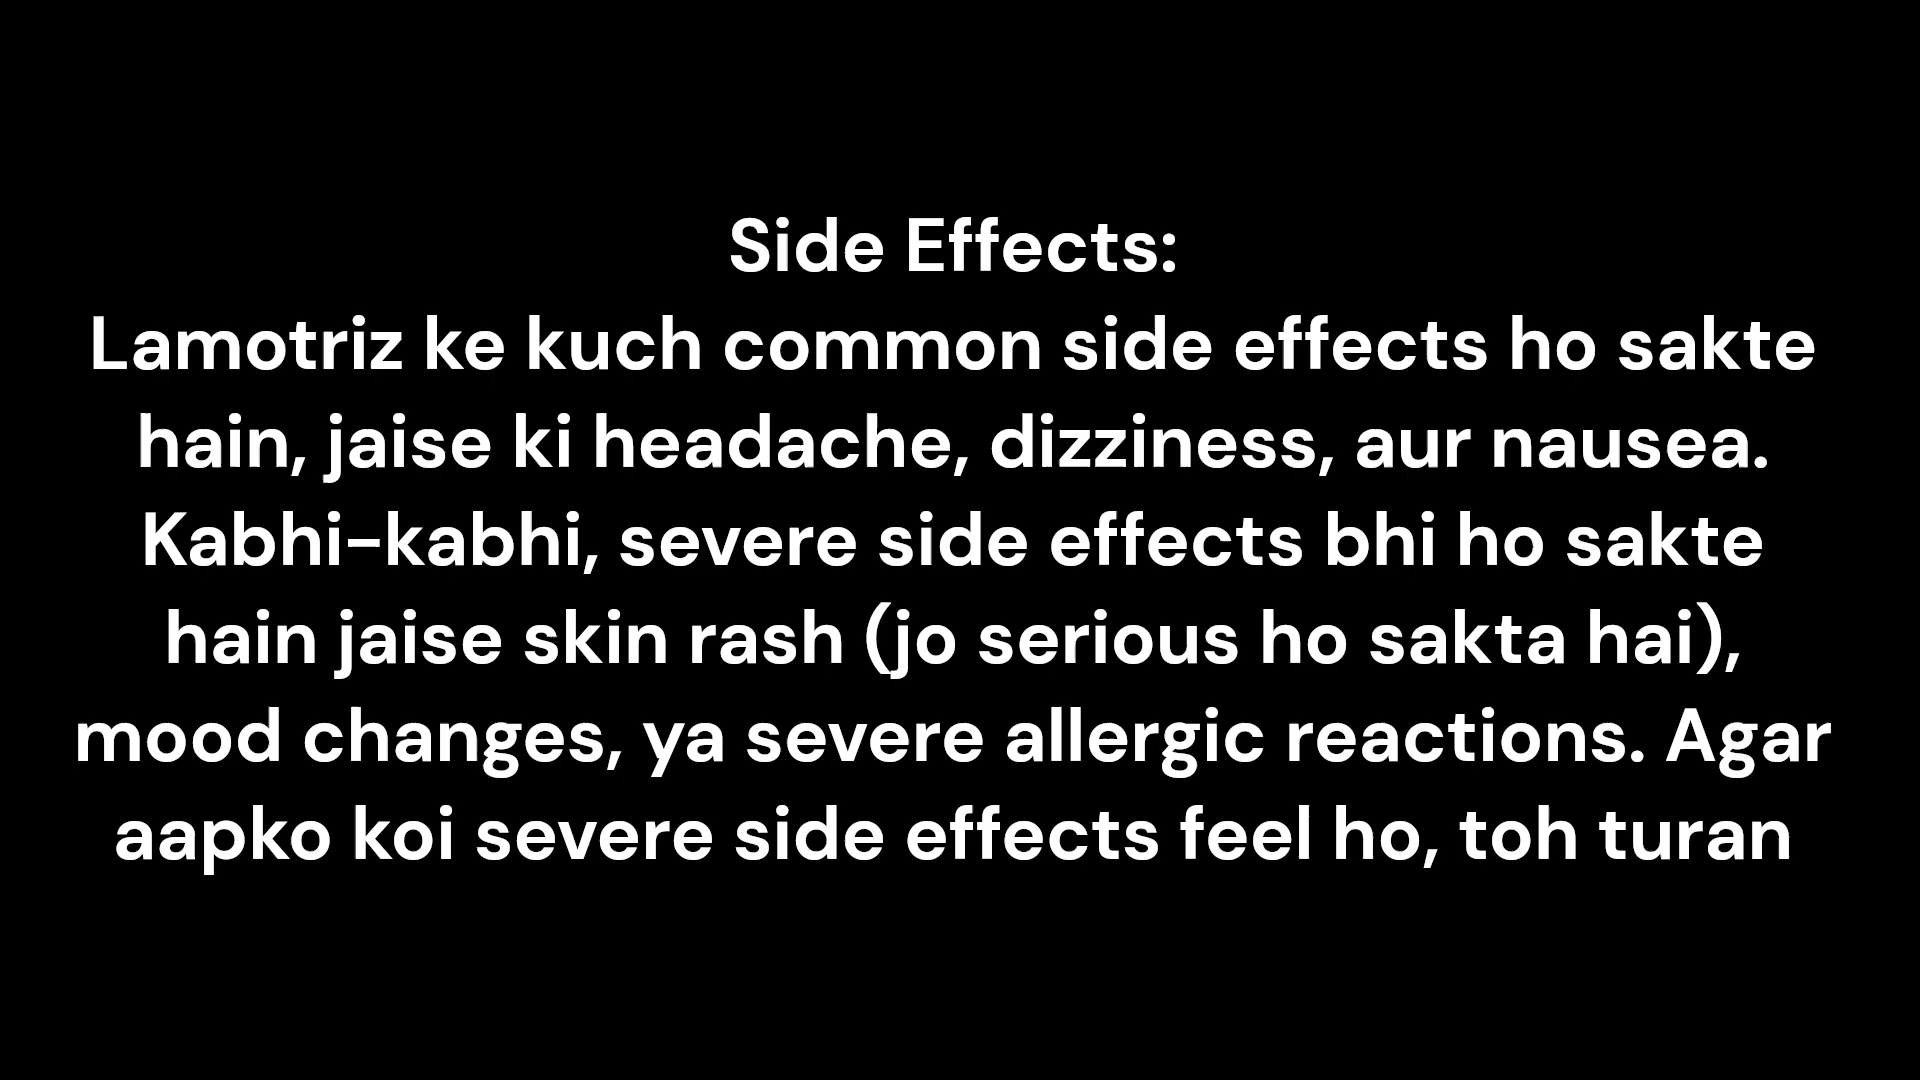 Side Effects:
Lamotriz ke kuch common side effects ho sakte
hain, jaise ki headache, dizziness, aur nausea.
Kabhi-kabhi, severe side effects bhi ho sakte
hain jaise skin rash (jo serious ho sakta hai),
mood changes, ya severe allergic reactions. Agar
aapko koi severe side effects feel ho, toh turan